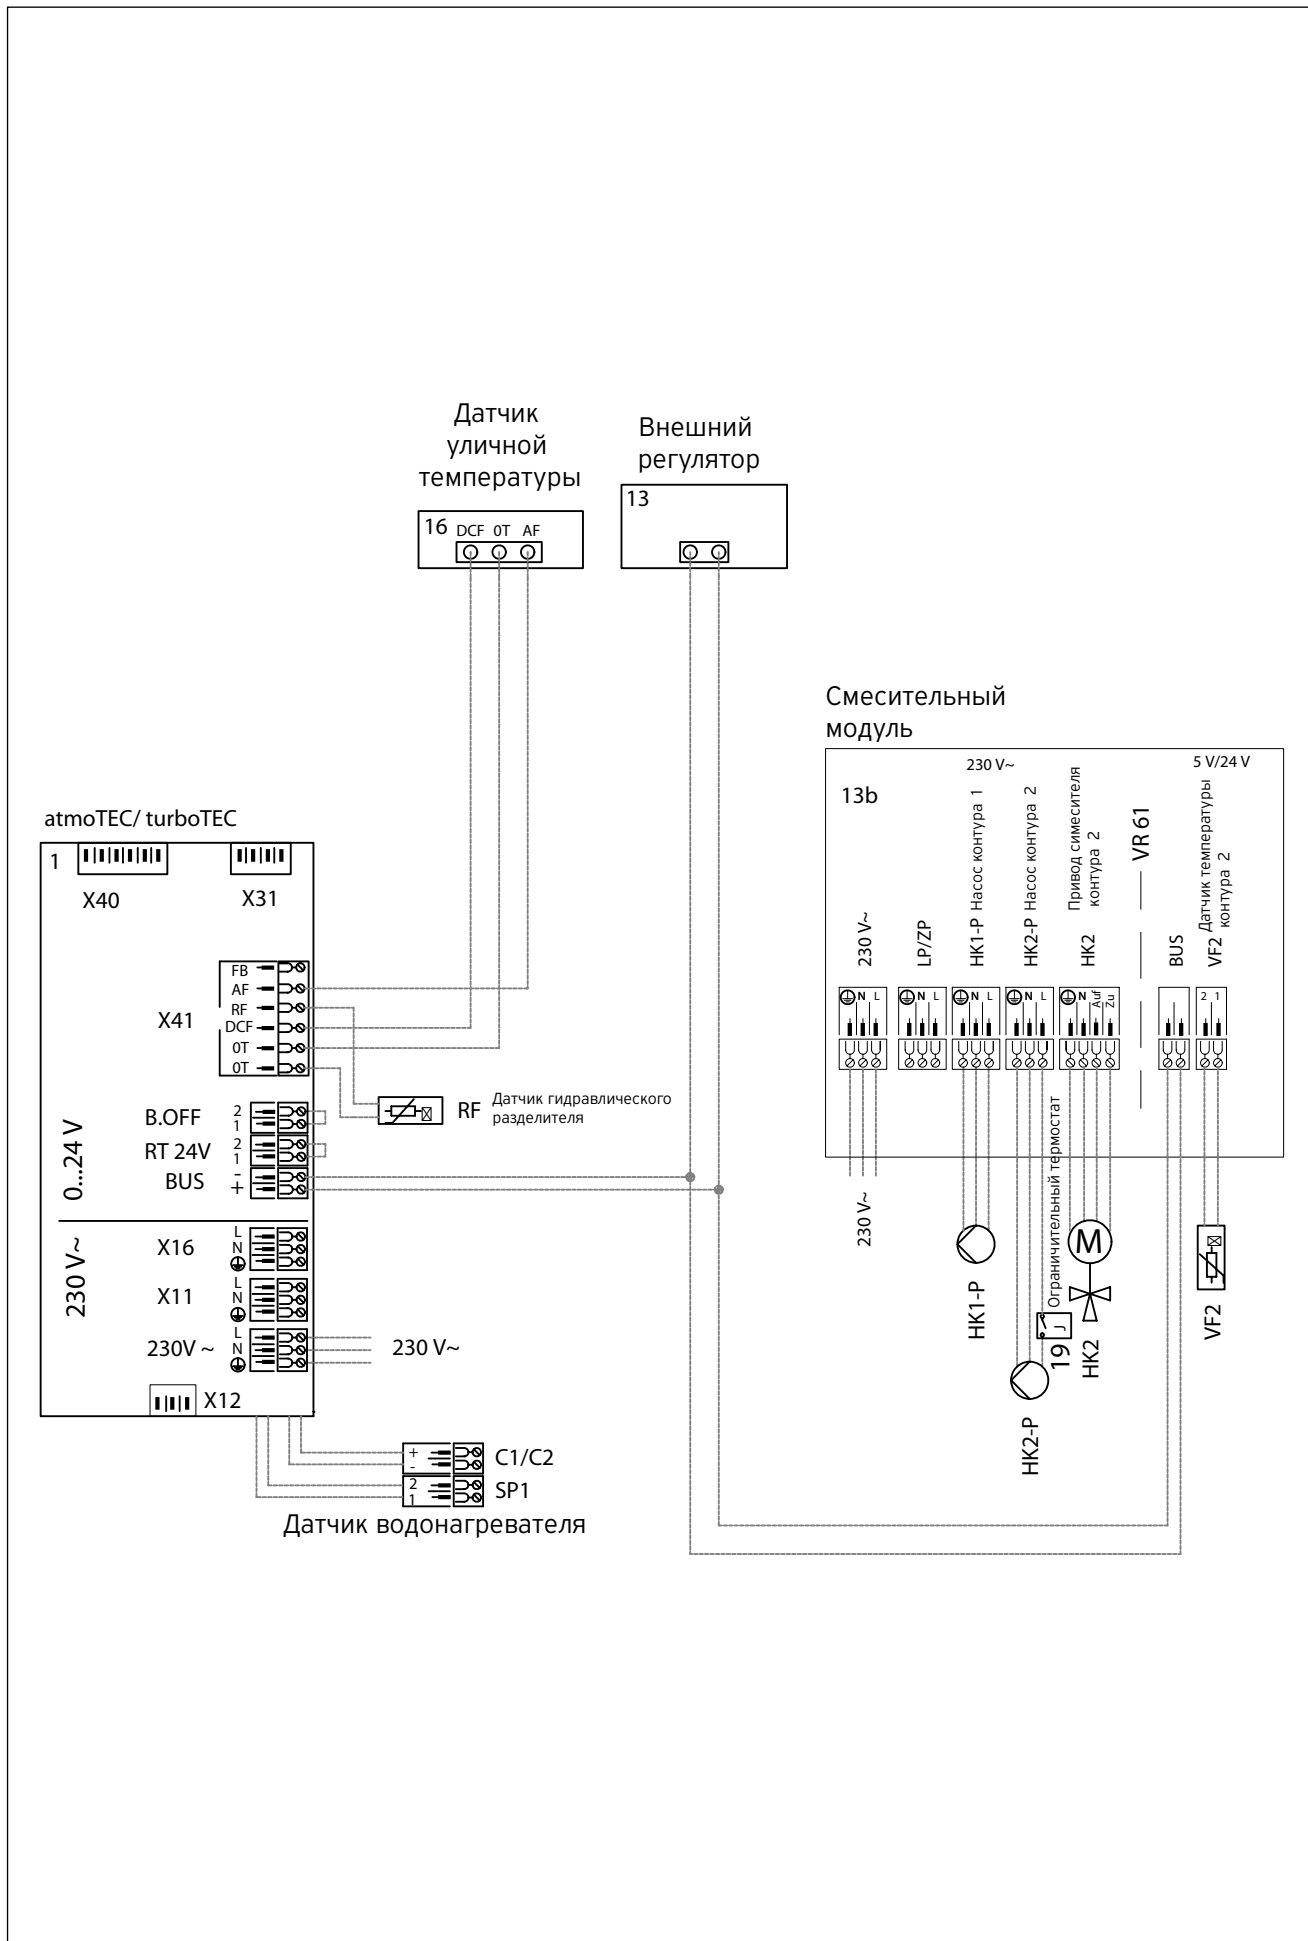 Датчик
уличной
температуры
Внешний
регулятор
16 DCF 0T AF
13
Смесительный
модуль
13b
230 V~
5 V/24 V
230 V~
LP/ZP
HK1-P Насос контура 1
HK2-P Насос контура 2
HK2
Привод симесителя
контура 2
VR 61
BUS
VF2
Датчик температуры
контура 2
N L
N L
N L
N L
N Auf Zu
2 1
230 V~
HK1-P
HK2-P
Ограничительный термостат
19
J
M
HK2
VF2
atmoTEC/ turboTEC
1
X40
X31
X41
FB
AF
RF
DCF
0T
0T
RF
Датчик гидравлического
разделителя
0...24 V
B.OFF
2
1
RT 24V
2
1
BUS
-
+
230 V~
X16
L
N
X11
L
N
230V ~
L
N
230 V~
X12
+
-
C1/C2
2
1
SP1
Датчик водонагревателя